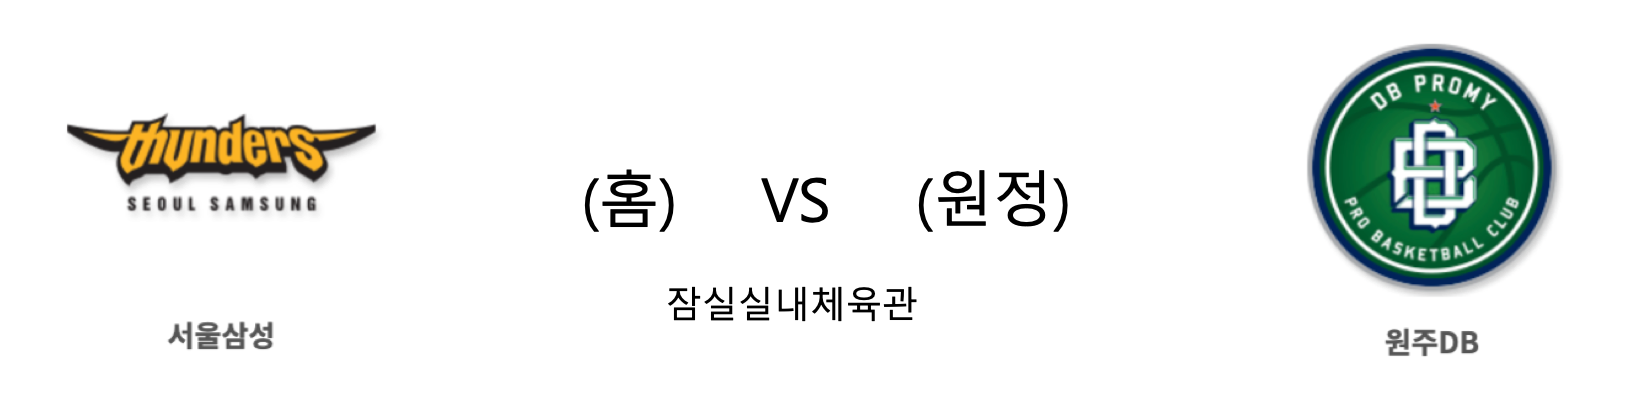 thunders
SEOUL SAMSUNG
서울삼성
(홈) VS (원정)
잠실실내체육관
DB PROMY
DB
PRO BASKETBALL CLUB
원주DB